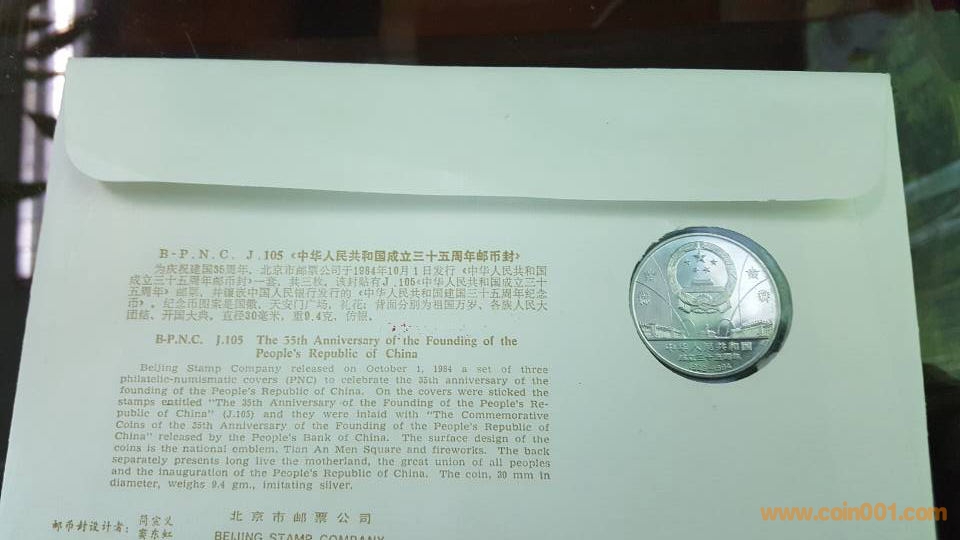 B-P.N.C. J.105《中华人民共和国成立三十五周年邮币封》
为庆祝建国35周年，北京市邮票公司于1984年10月1日发行《中华人民共和国
成立三十五周年邮币封》一套，共三枚，该封贴有J.105《中华人民共和国成立三十
五周年》邮票，并镶嵌中国人民银行发行的《中华人民共和国建国三十五周年纪念
币》。纪念币图案是国徽、天安门广场、礼花；背面分别为祖国万岁、各族人民大
团结、开国大典，直径30毫米，重9.4克，仿银。
B-P.N.C. J.105 The 35th Anniversary of the Founding of the
People's Republic of China
Beijing Stamp Company released on October 1, 1984 a set of three
philatelic-numismatic covers (PNC) to celebrate the 35th anniversary of the
founding of the People's Republic of China. On the covers were sticked the
stamps entitled "The 35th Anniversary of the Founding of the People's Re-
public of China" (J.105) and they were inlaid with "The Commemorative
Coins of the 35th Anniversary of the Founding of the People's Republic of
China" released by the People's Bank of China. The surface design of the
coins is the national emblem, Tian An Men Square and fireworks. The back
separately presents long live the motherland, the great union of all peoples
and the inauguration of the People's Republic of China. The coin, 30 mm in
diameter, weighs 9.4 gm., imitating silver.
邮币封设计者：
窦东虹
北京市邮票公司
BEIJING STAMP COMPANY
中华人民共和国
成立三十五周年
www.coin001.com